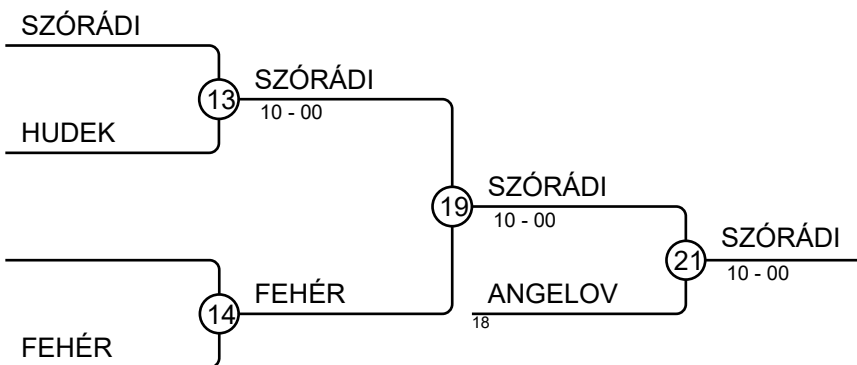 SZÓRÁDI
13
SZÓRÁDI
10 - 00
HUDEK
19
SZÓRÁDI
10 - 00
21
SZÓRÁDI
10 - 00
14
FEHÉR
ANGELOV
18
FEHÉR